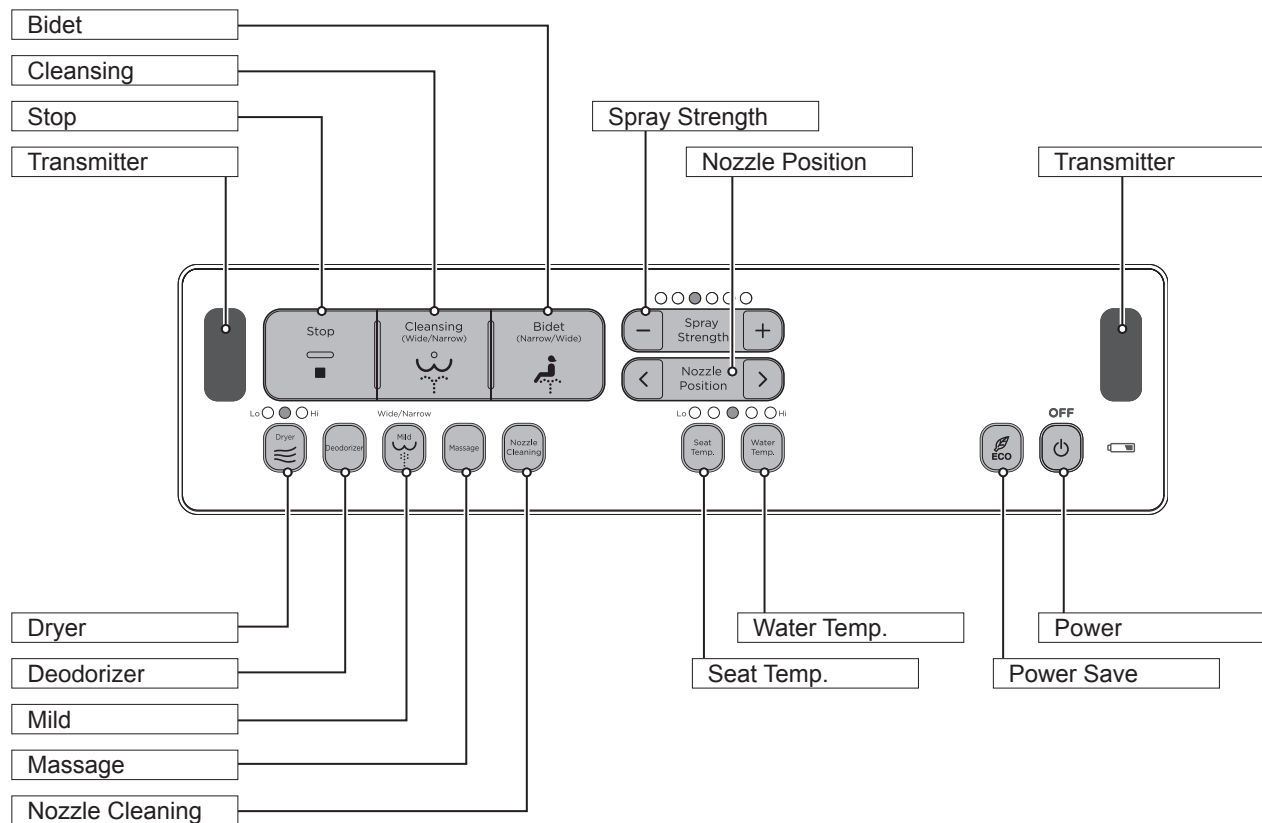 Bidet
Cleansing
Stop
Transmitter
Spray Strength
Nozzle Position
Transmitter
Stop
Cleansing
(Wide/Narrow)
Bidet
(Narrow/Wide)
Spray
Strength
Nozzle
Position
Lo Hi
Wide/Narrow
Lo Hi
OFF
Dryer
Deodorizer
Mild
Massage
Nozzle
Cleaning
Seat
Temp.
Water
Temp.
ECO
Dryer
Deodorizer
Mild
Massage
Nozzle Cleaning
Water Temp.
Seat Temp.
Power
Power Save